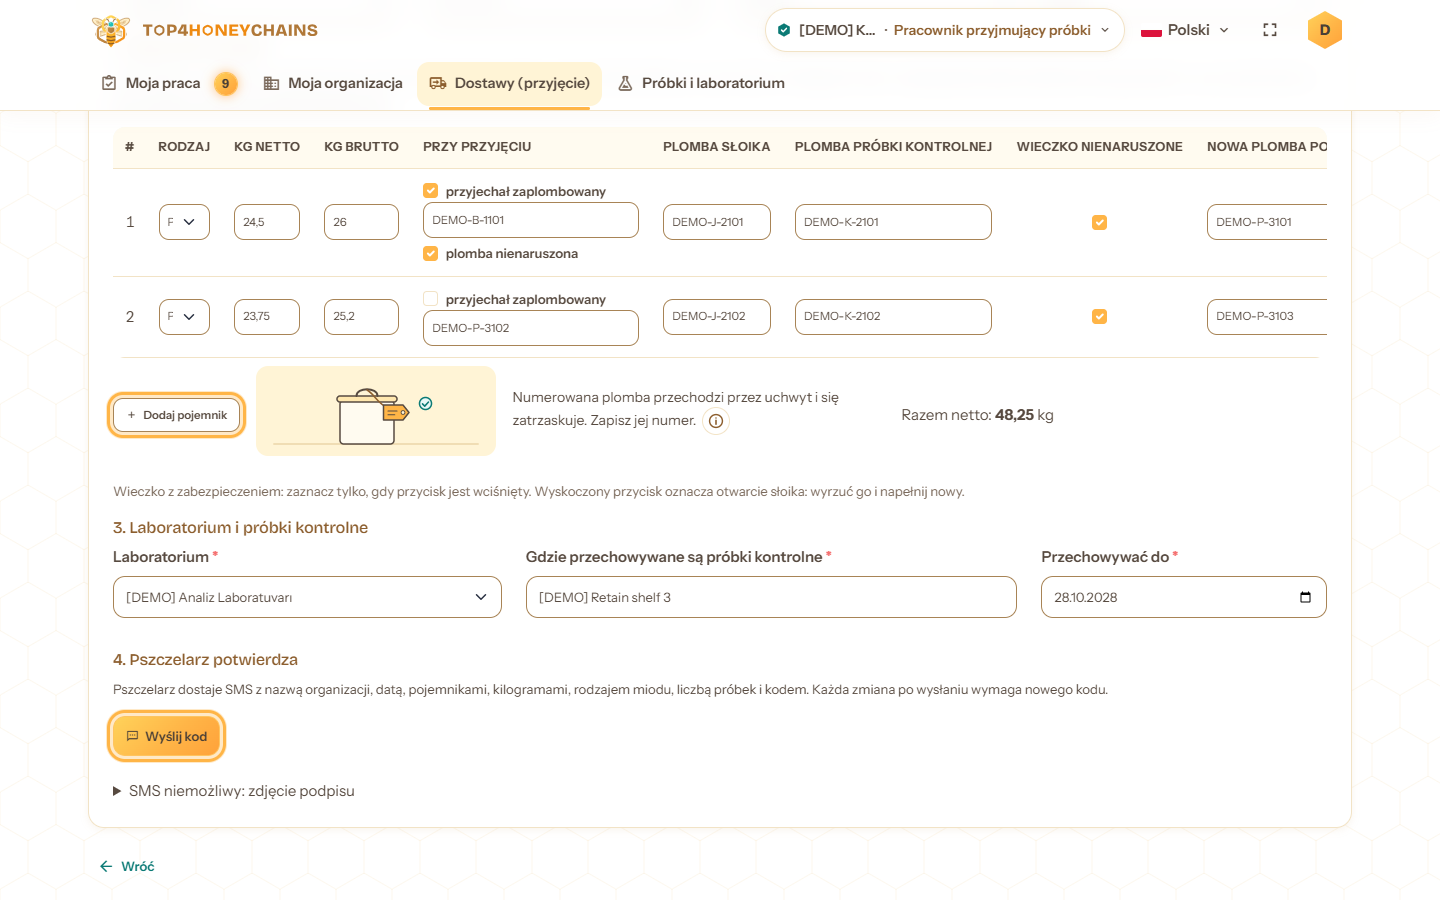 TOP4HONEYCHAINS
[DEMO] K... · Pracownik przyjmujący próbki
Polski
D
Moja praca 9
Moja organizacja
Dostawy (przyjęcie)
Próbki i laboratorium
# RODZAJ KG NETTO KG BRUTTO PRZY PRZYJĘCIU PLOMBA SŁOIKA PLOMBA PRÓBKI KONTROLNEJ WIECZKO NIENARUSZONE NOWA PLOMBA PO
przyjechał zaplombowany
1 F 24,5 26 DEMO-B-1101 DEMO-J-2101 DEMO-K-2101 DEMO-P-3101
plomba nienaruszona
przyjechał zaplombowany
2 F 23,75 25,2 DEMO-P-3102 DEMO-J-2102 DEMO-K-2102 DEMO-P-3103
+ Dodaj pojemnik
Numerowana plomba przechodzi przez uchwyt i się
zatrzaskuje. Zapisz jej numer.
Razem netto: 48,25 kg
Wieczko z zabezpieczeniem: zaznacz tylko, gdy przycisk jest wciśnięty. Wyskoczony przycisk oznacza otwarcie słoika: wyrzuć go i napełnij nowy.
3. Laboratorium i próbki kontrolne
Laboratorium * Gdzie przechowywane są próbki kontrolne * Przechowywać do *
[DEMO] Analiz Laboratuvarı [DEMO] Retain shelf 3 28.10.2028
4. Pszczelarz potwierdza
Pszczelarz dostaje SMS z nazwą organizacji, datą, pojemnikami, kilogramami, rodzajem miodu, liczbą próbek i kodem. Każda zmiana po wysłaniu wymaga nowego kodu.
Wyślij kod
SMS niemożliwy: zdjęcie podpisu
Wróć